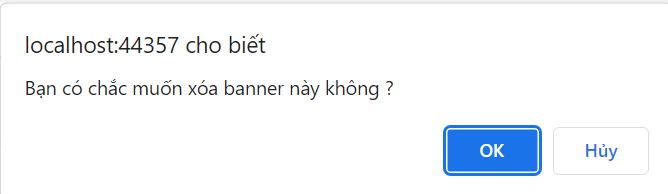 localhost:44357 cho biết
Bạn có chắc muốn xóa banner này không ?
OK
Hủy